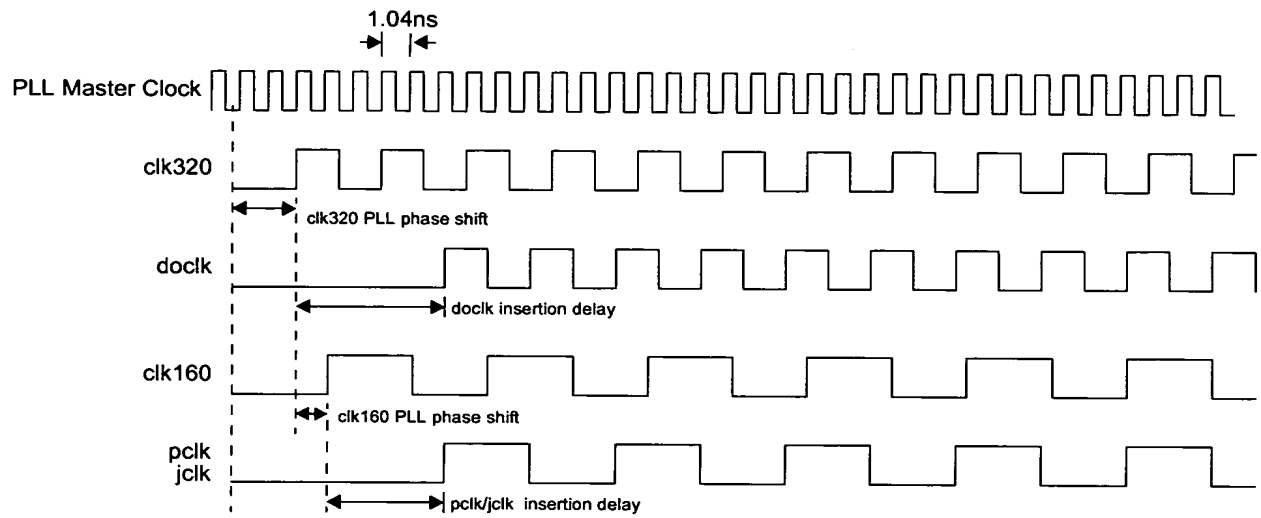 1.04ns
PLL Master Clock
clk320
clk320 PLL phase shift
doclk
doclk insertion delay
clk160
clk160 PLL phase shift
pclk
jclk
pclk/jclk insertion delay